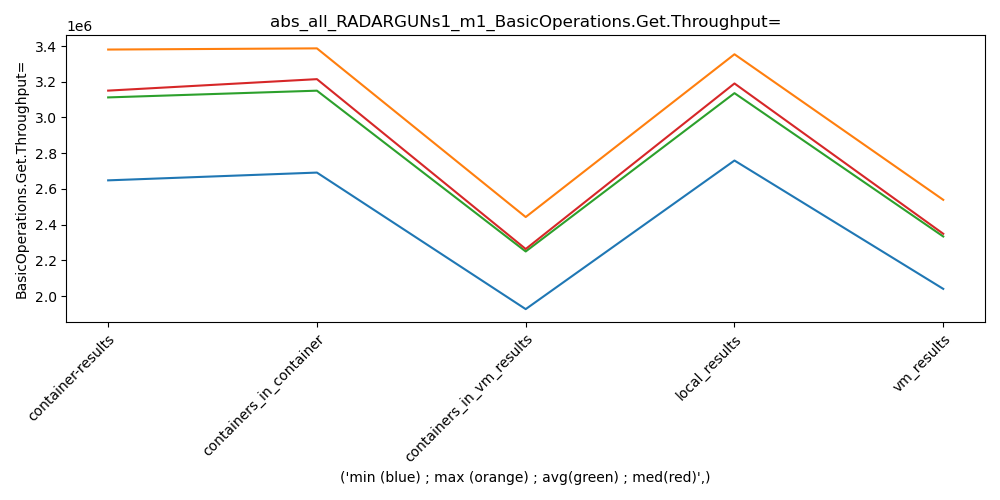 abs_all_RADARGUNs1_m1_BasicOperations.Get.Throughput=
1e6
3.4
3.2
3.0
2.8
2.6
2.4
2.2
2.0
BasicOperations.Get.Throughput=
container-results
containers_in_container
containers_in_vm_results
local_results
vm_results
('min (blue) ; max (orange) ; avg(green) ; med(red)',)